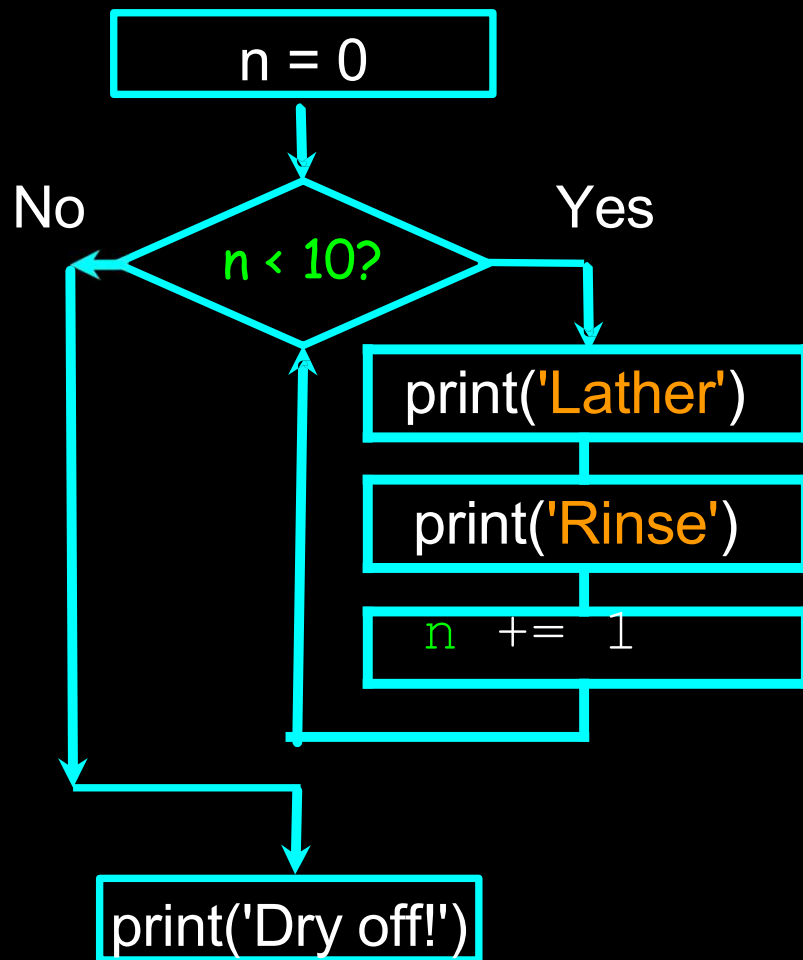 n = 0
No
Yes
n < 10?
print('Lather')
print('Rinse')
n += 1
print('Dry off!')